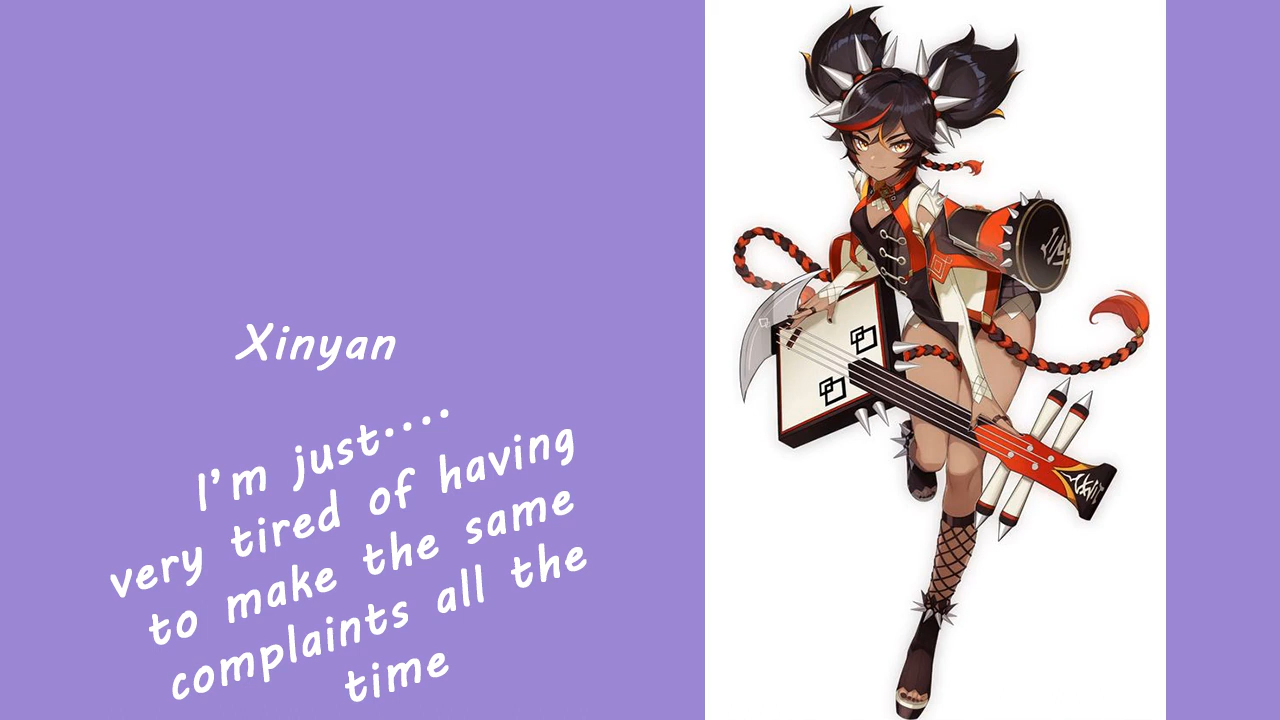 Xinyan
I'm just....
very tired of having
to make the same
complaints all the
time